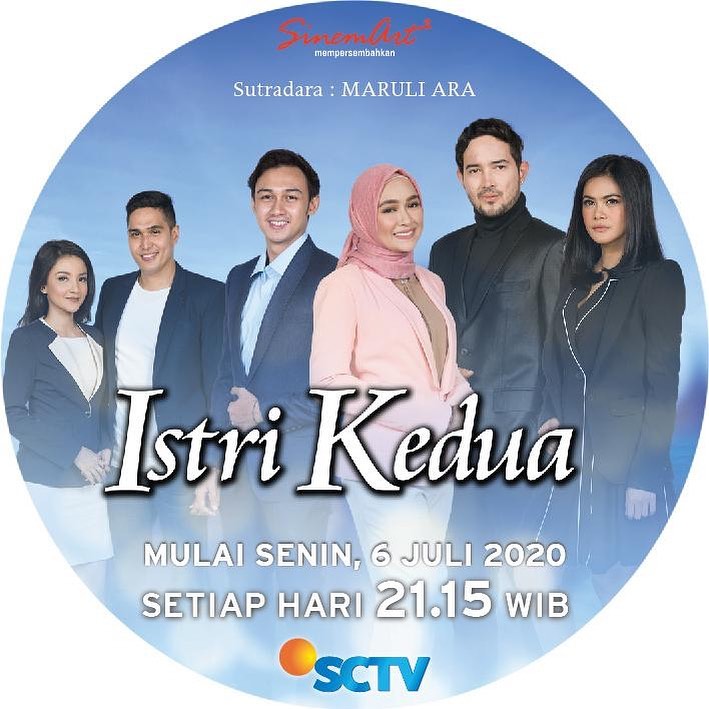 SinemArt
mempersembahkan
Sutradara : MARULI ARA
Istri Kedua
MULAI SENIN, 6 JULI 2020
SETIAP HARI 21.15 WIB
SCTV